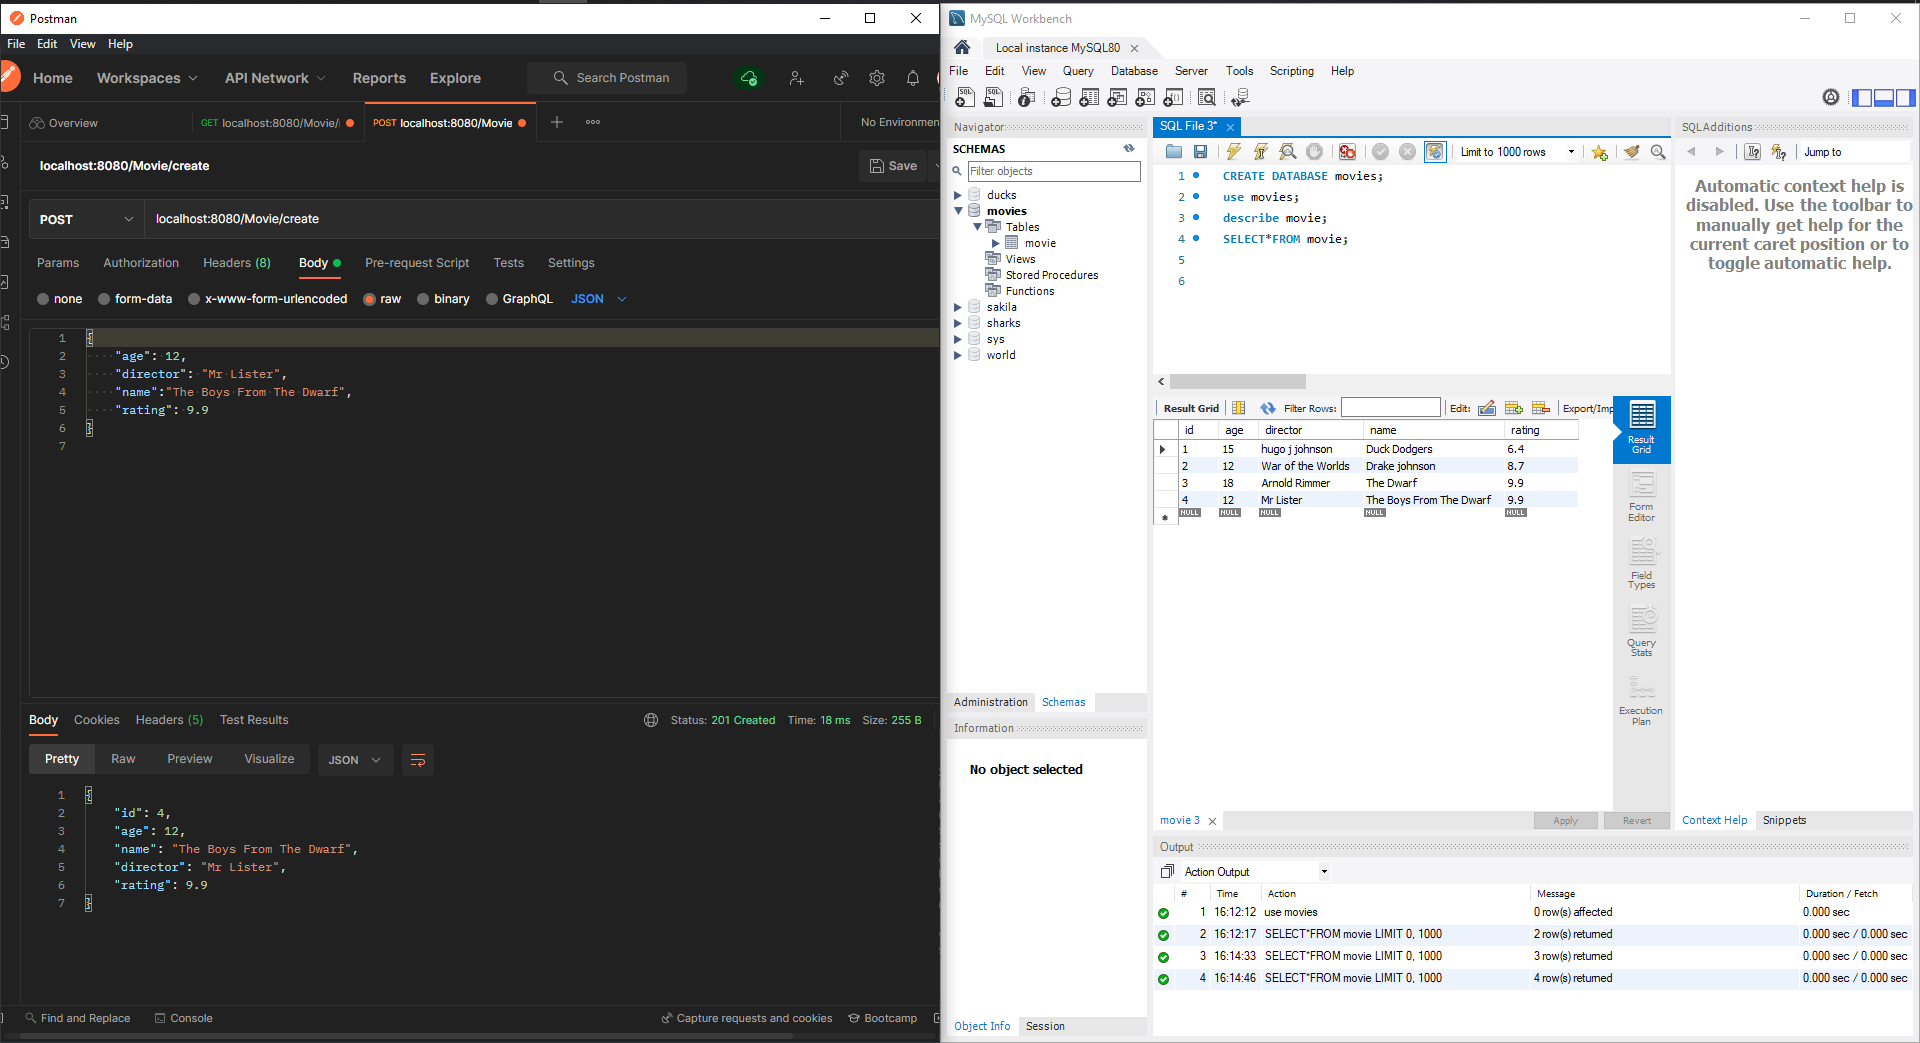 Postman
File Edit View Help
Home Workspaces API Network Reports Explore Search Postman
Overview GET localhost:8080/Movie/ POST localhost:8080/Movie No Environmen
localhost:8080/Movie/create Save
POST localhost:8080/Movie/create
Params Authorization Headers (8) Body Pre-request Script Tests Settings
none form-data x-www-form-urlencoded raw binary GraphQL JSON
1 {
2 "age": 12,
3 "director": "Mr Lister",
4 "name":"The Boys From The Dwarf",
5 "rating": 9.9
6 }
7
Body Cookies Headers (5) Test Results Status: 201 Created Time: 18 ms Size: 255 B
Pretty Raw Preview Visualize JSON
1 {
2 "id": 4,
3 "age": 12,
4 "name": "The Boys From The Dwarf",
5 "director": "Mr Lister",
6 "rating": 9.9
7 }
Find and Replace Console Capture requests and cookies Bootcamp
MySQL Workbench
Local instance MySQL80
File Edit View Query Database Server Tools Scripting Help
Navigator
SCHEMAS
Filter objects
ducks
movies
Tables
movie
Views
Stored Procedures
Functions
sakila
sharks
sys
world
Administration Schemas
Information
No object selected
Object Info Session
SQL File 3*
Limit to 1000 rows
1 CREATE DATABASE movies;
2 use movies;
3 describe movie;
4 SELECT*FROM movie;
5
6
Result Grid Filter Rows: Edit: Export/Imp
id age director name rating
1 15 hugo j johnson Duck Dodgers 6.4
2 12 War of the Worlds Drake johnson 8.7
3 18 Arnold Rimmer The Dwarf 9.9
4 12 Mr Lister The Boys From The Dwarf 9.9
NULL NULL NULL NULL NULL
Result
Grid
Form
Editor
Field
Types
Query
Stats
Execution
Plan
movie 3 Apply Revert
SQLAdditions
Jump to
Automatic context help is
disabled. Use the toolbar to
manually get help for the
current caret position or to
toggle automatic help.
Context Help Snippets
Output
Action Output
# Time Action Message Duration / Fetch
1 16:12:12 use movies 0 row(s) affected 0.000 sec
2 16:12:17 SELECT*FROM movie LIMIT 0, 1000 2 row(s) returned 0.000 sec / 0.000 sec
3 16:14:33 SELECT*FROM movie LIMIT 0, 1000 3 row(s) returned 0.000 sec / 0.000 sec
4 16:14:46 SELECT*FROM movie LIMIT 0, 1000 4 row(s) returned 0.000 sec / 0.000 sec